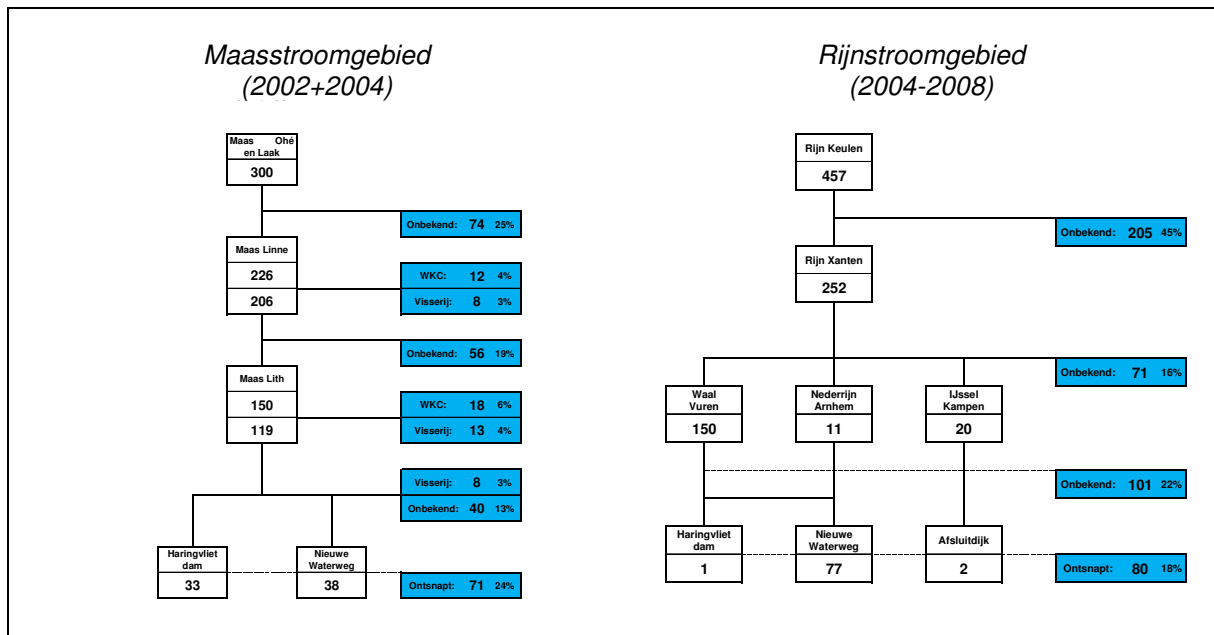 Maasstroomgebied
(2002+2004)
Maas Ohé
en Laak
300
Onbekend: 74 25%
Maas Linne
226
206
WKC: 12 4%
Visserij: 8 3%
Onbekend: 56 19%
Maas Lith
150
119
WKC: 18 6%
Visserij: 13 4%
Visserij: 8 3%
Onbekend: 40 13%
Haringvliet
dam
33
Nieuwe
Waterweg
38
Ontsnapt: 71 24%
Rijnstroomgebied
(2004-2008)
Rijn Keulen
457
Onbekend: 205 45%
Rijn Xanten
252
Onbekend: 71 16%
Waal
Vuren
150
Nederrijn
Arnhem
11
IJssel
Kampen
20
Onbekend: 101 22%
Haringvliet
dam
1
Nieuwe
Waterweg
77
Afsluitdijk
2
Ontsnapt: 80 18%